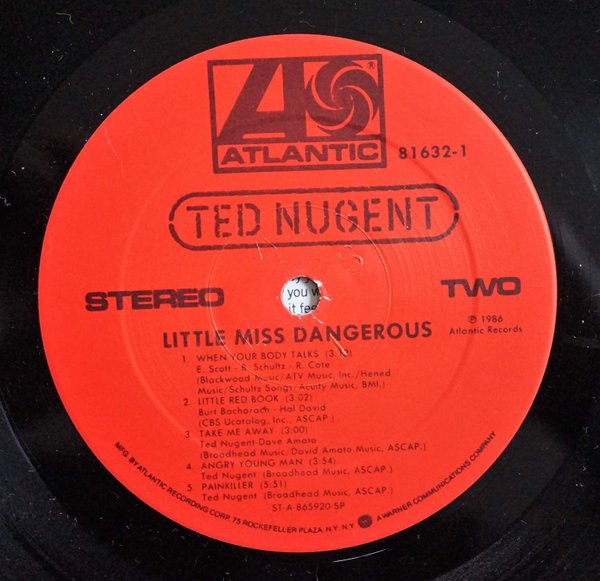 ®
ATLANTIC
81632-1
TED NUGENT
STEREO
TWO
you w
it fee
LITTLE MISS DANGEROUS
℗ 1986
Atlantic Records
1. WHEN YOUR BODY TALKS
E. Scott - B. Schultz - R. Cote
(Blackwood Music/ATV Music, Inc./Hened
Music/Schultz Songs, Acuity Music, BMI.)
2. LITTLE RED BOOK (3:02)
Burt Bacharach - Hal David
(CBS Ucatalog, Inc., ASCAP.)
3. TAKE ME AWAY (3:00)
Ted Nugent-Dave Amato
(Broadhead Music/David Amato Music, ASCAP.)
4. ANGRY YOUNG MAN (3:54)
Ted Nugent (Broadhead Music, ASCAP.)
5. PAINKILLER (5:51)
Ted Nugent (Broadhead Music, ASCAP.)
ST-A-865920-SP
MFG. BY ATLANTIC RECORDING CORP. 75 ROCKEFELLER PLAZA N.Y. N.Y. A WARNER COMMUNICATIONS COMPANY